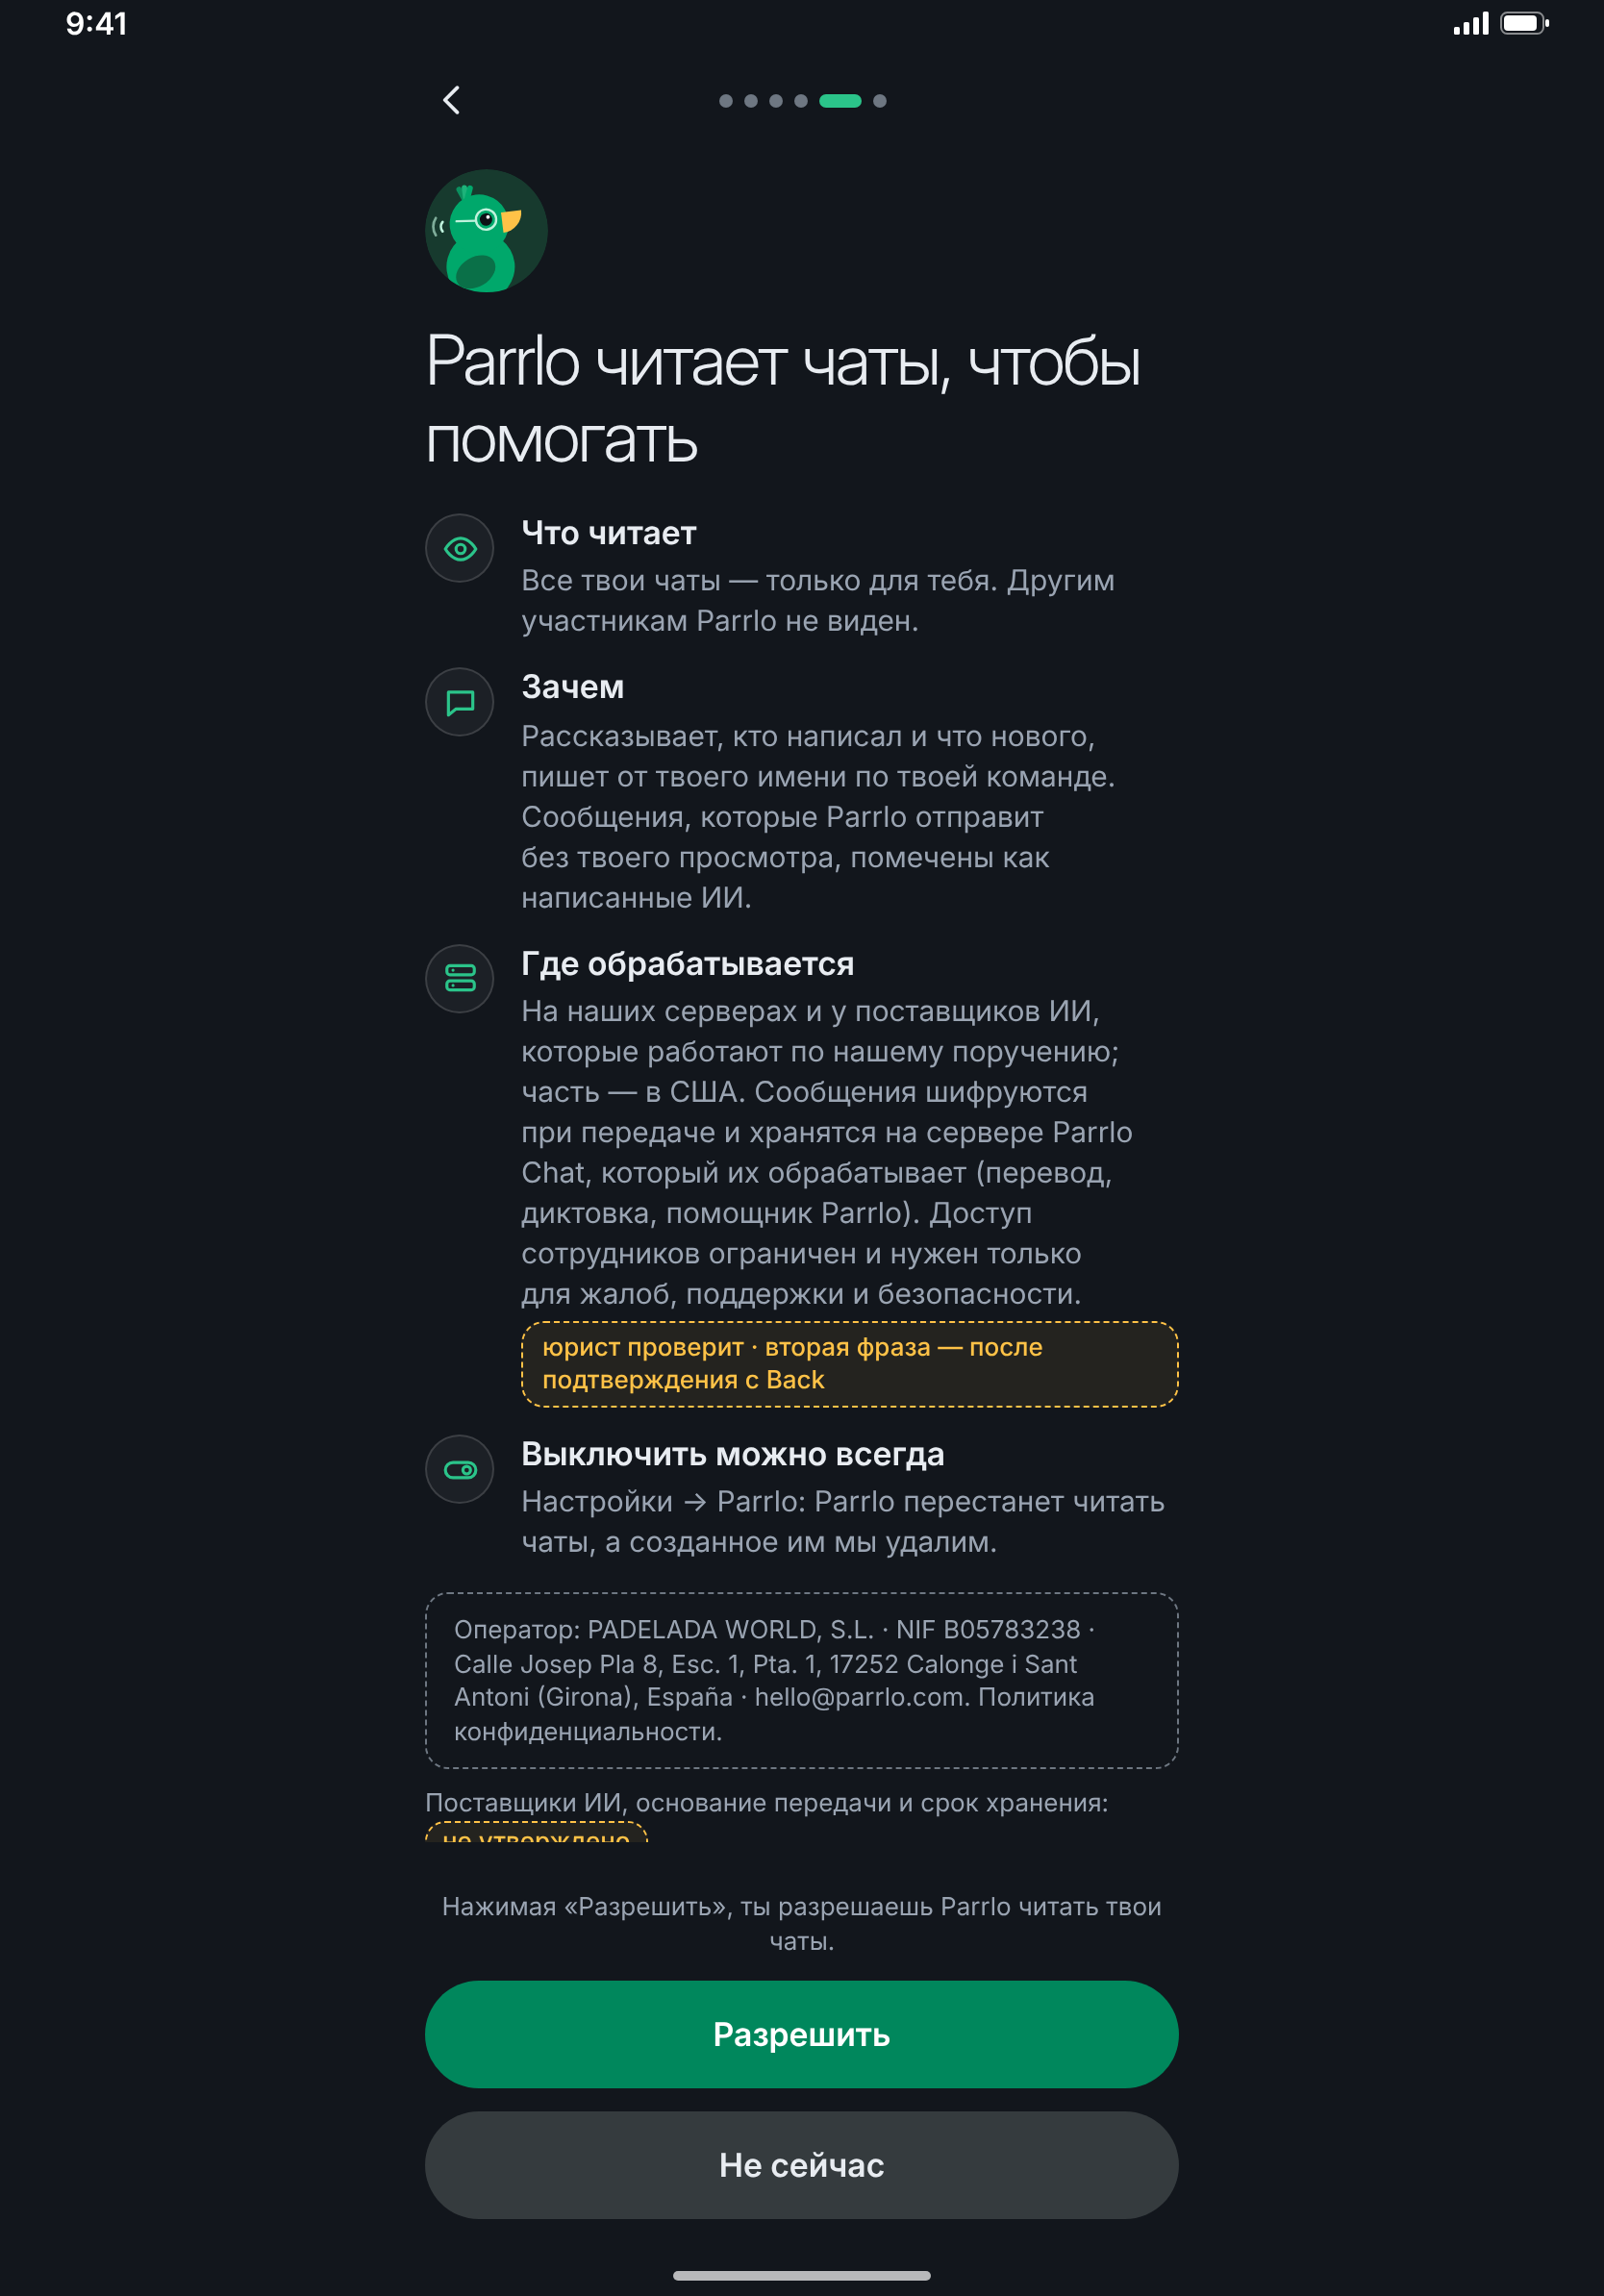 9:41
Parrlo читает чаты, чтобы
помогать
Что читает
Все твои чаты — только для тебя. Другим
участникам Parrlo не виден.
Зачем
Рассказывает, кто написал и что нового,
пишет от твоего имени по твоей команде.
Сообщения, которые Parrlo отправит
без твоего просмотра, помечены как
написанные ИИ.
Где обрабатывается
На наших серверах и у поставщиков ИИ,
которые работают по нашему поручению;
часть — в США. Сообщения шифруются
при передаче и хранятся на сервере Parrlo
Chat, который их обрабатывает (перевод,
диктовка, помощник Parrlo). Доступ
сотрудников ограничен и нужен только
для жалоб, поддержки и безопасности.
юрист проверит · вторая фраза — после
подтверждения с Back
Выключить можно всегда
Настройки → Parrlo: Parrlo перестанет читать
чаты, а созданное им мы удалим.
Оператор: PADELADA WORLD, S.L. · NIF B05783238 ·
Calle Josep Pla 8, Esc. 1, Pta. 1, 17252 Calonge i Sant
Antoni (Girona), España · hello@parrlo.com. Политика
конфиденциальности.
Поставщики ИИ, основание передачи и срок хранения:
не утверждено
Нажимая «Разрешить», ты разрешаешь Parrlo читать твои
чаты.
Разрешить
Не сейчас